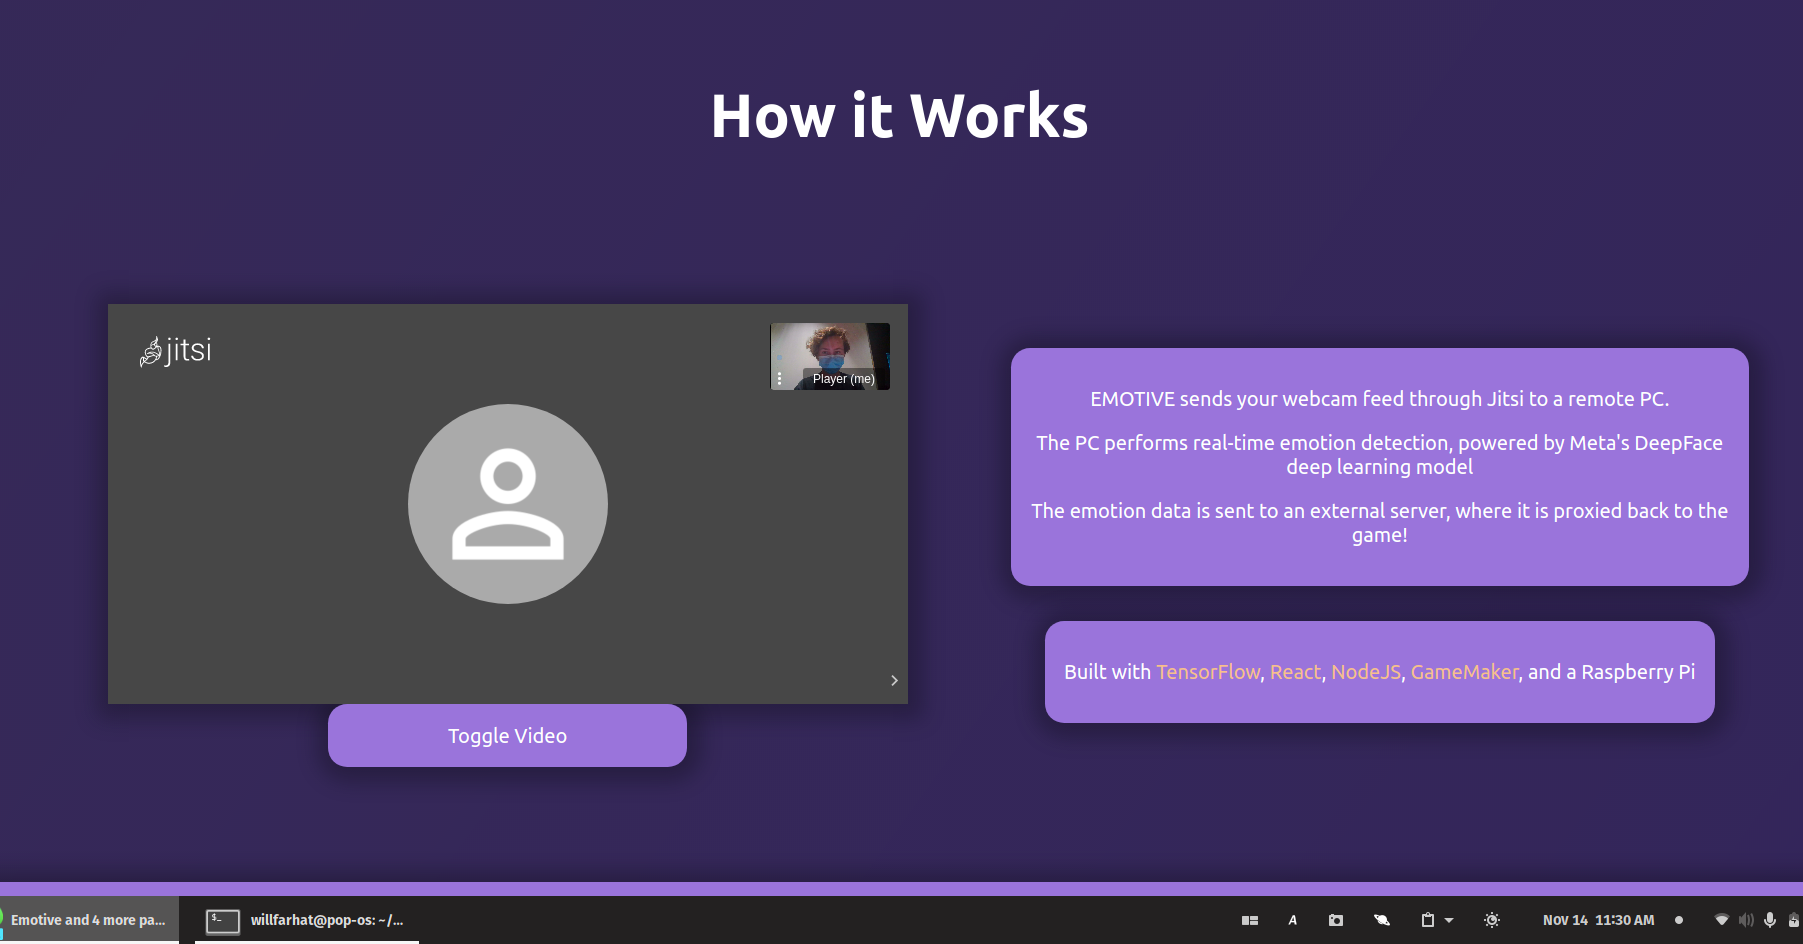 How it Works
jitsi
Player (me)
EMOTIVE sends your webcam feed through Jitsi to a remote PC.
The PC performs real-time emotion detection, powered by Meta's DeepFace
deep learning model
The emotion data is sent to an external server, where it is proxied back to the
game!
Built with TensorFlow, React, NodeJS, GameMaker, and a Raspberry Pi
Toggle Video
Emotive and 4 more pa...
$_
willfarhat@pop-os: ~/...
A
Nov 14 11:30 AM